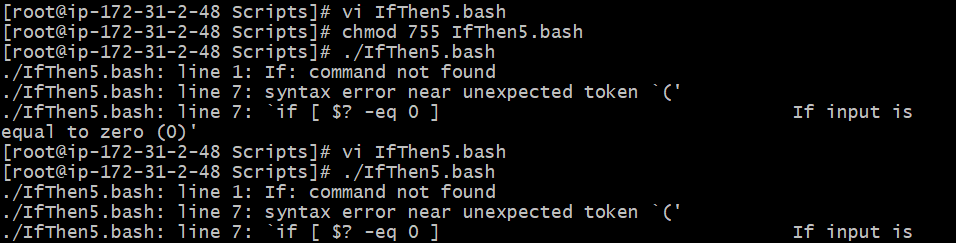 [root@ip-172-31-2-48 Scripts]# vi IfThen5.bash
[root@ip-172-31-2-48 Scripts]# chmod 755 IfThen5.bash
[root@ip-172-31-2-48 Scripts]# ./IfThen5.bash
./IfThen5.bash: line 1: If: command not found
./IfThen5.bash: line 7: syntax error near unexpected token `('
./IfThen5.bash: line 7: `if [ $? -eq 0 ]                                If input is
equal to zero (0)'
[root@ip-172-31-2-48 Scripts]# vi IfThen5.bash
[root@ip-172-31-2-48 Scripts]# ./IfThen5.bash
./IfThen5.bash: line 1: If: command not found
./IfThen5.bash: line 7: syntax error near unexpected token `('
./IfThen5.bash: line 7: `if [ $? -eq 0 ]                                If input is